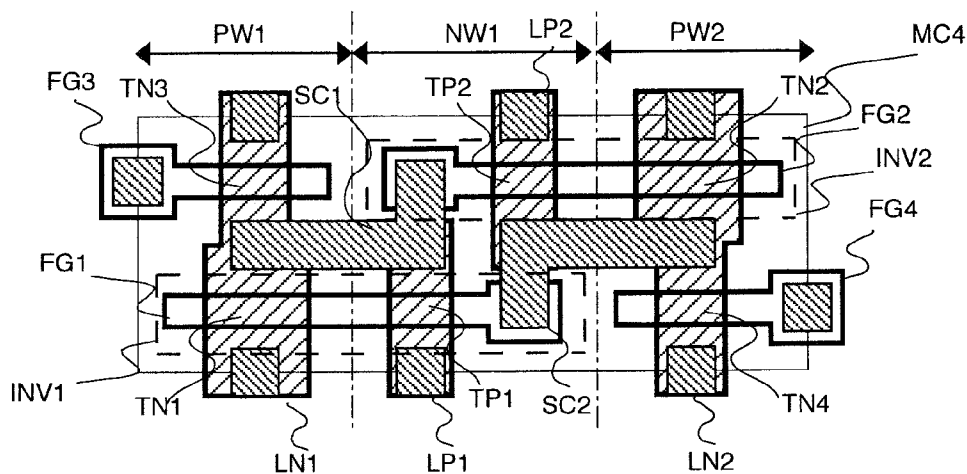 PW1 NW1 LP2 PW2 MC4
FG3 TN3 SC1 TP2 TN2 FG2
INV2
FG4
FG1
INV1 TN1 TP1 SC2 TN4
LN1 LP1 LN2